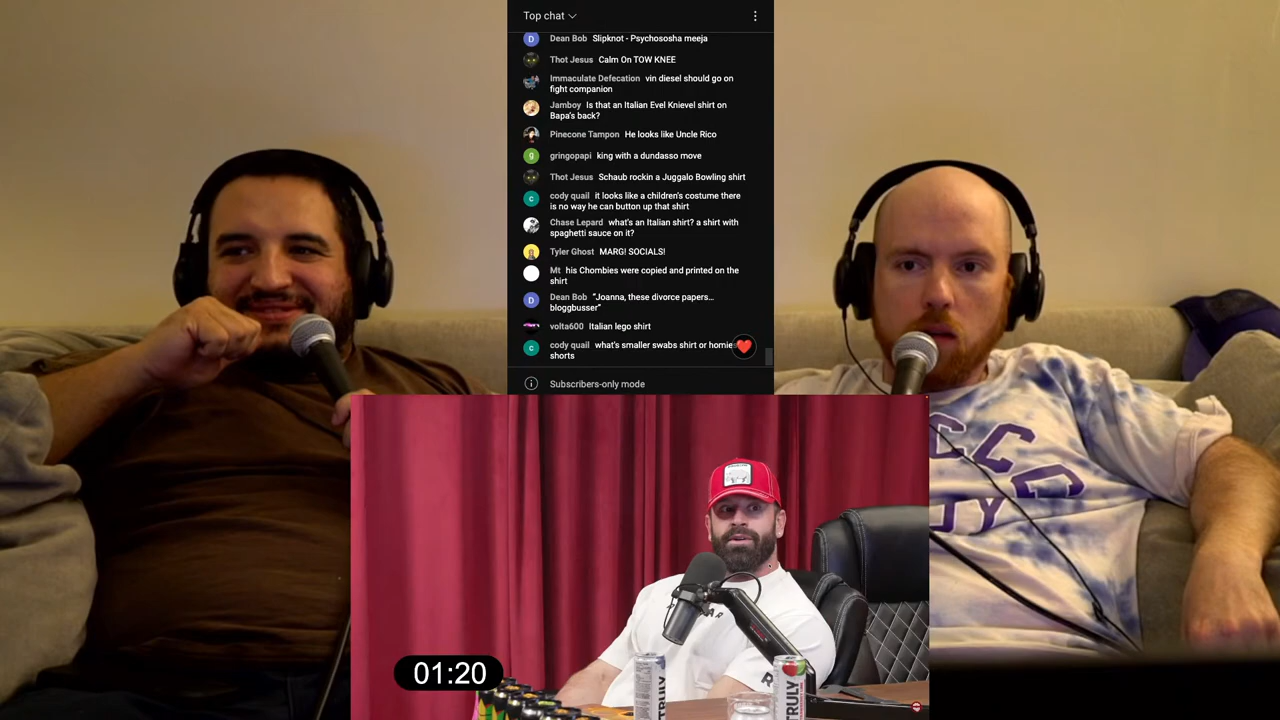 Top chat
D Dean Bob Slipknot - Psychososha meeja
Thot Jesus Calm On TOW KNEE
Immaculate Defecation vin diesel should go on
fight companion
Jamboy Is that an Italian Evel Knievel shirt on
Bapa's back?
Pinecone Tampon He looks like Uncle Rico
g gringopapi king with a dundasso move
Thot Jesus Schaub rockin a Juggalo Bowling shirt
c cody quail it looks like a children's costume there
is no way he can button up that shirt
Chase Lepard what's an Italian shirt? a shirt with
spaghetti sauce on it?
Tyler Ghost MARG! SOCIALS!
Mt his Chombies were copied and printed on the
shirt
D Dean Bob "Joanna, these divorce papers...
bloggbusser"
volta600 Italian lego shirt
c cody quail what's smaller swabs shirt or homies
shorts
Subscribers-only mode
CCC
TRULY
TRULY
01:20